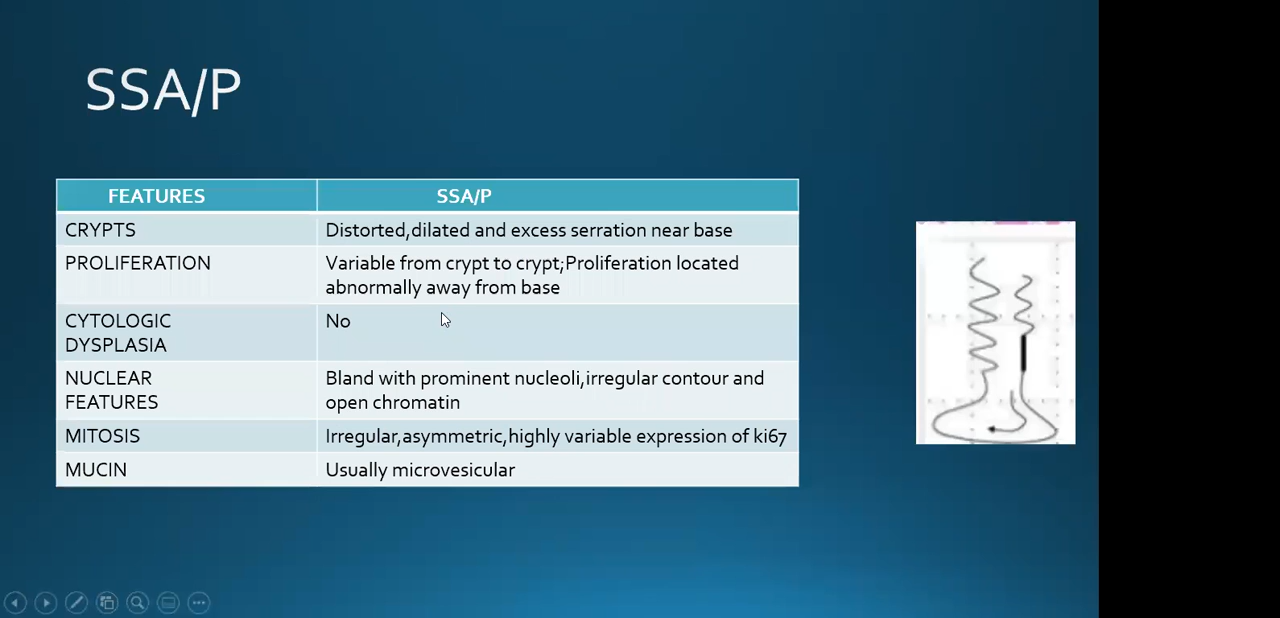 SSA/P
FEATURES SSA/P
CRYPTS Distorted,dilated and excess serration near base
PROLIFERATION Variable from crypt to crypt;Proliferation located
abnormally away from base
CYTOLOGIC No
DYSPLASIA
NUCLEAR Bland with prominent nucleoli,irregular contour and
FEATURES open chromatin
MITOSIS Irregular,asymmetric,highly variable expression of ki67
MUCIN Usually microvesicular